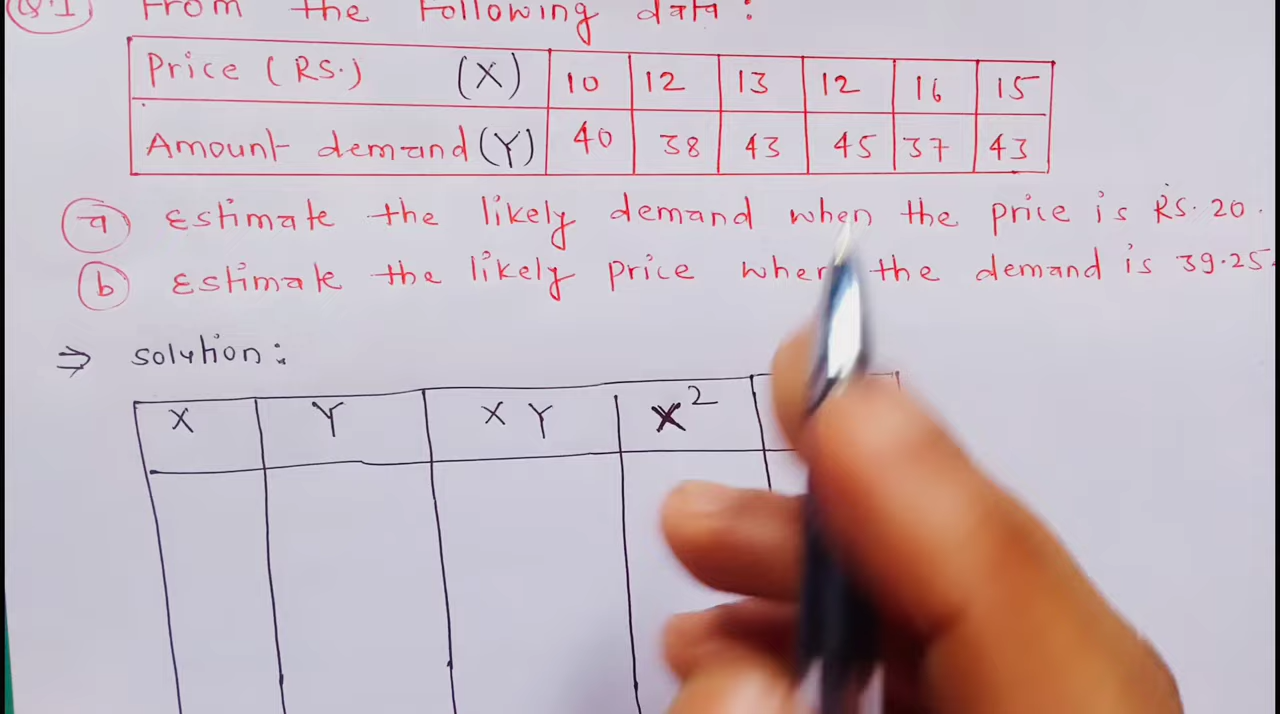 Q.1 From the following data:
Price (RS.) (X) 10 12 13 12 16 15
Amount demand (Y) 40 38 43 45 37 43
a Estimate the likely demand when the price is RS. 20.
b Estimate the likely price when the demand is 39.25.
⇒ solution:
X Y XY X²